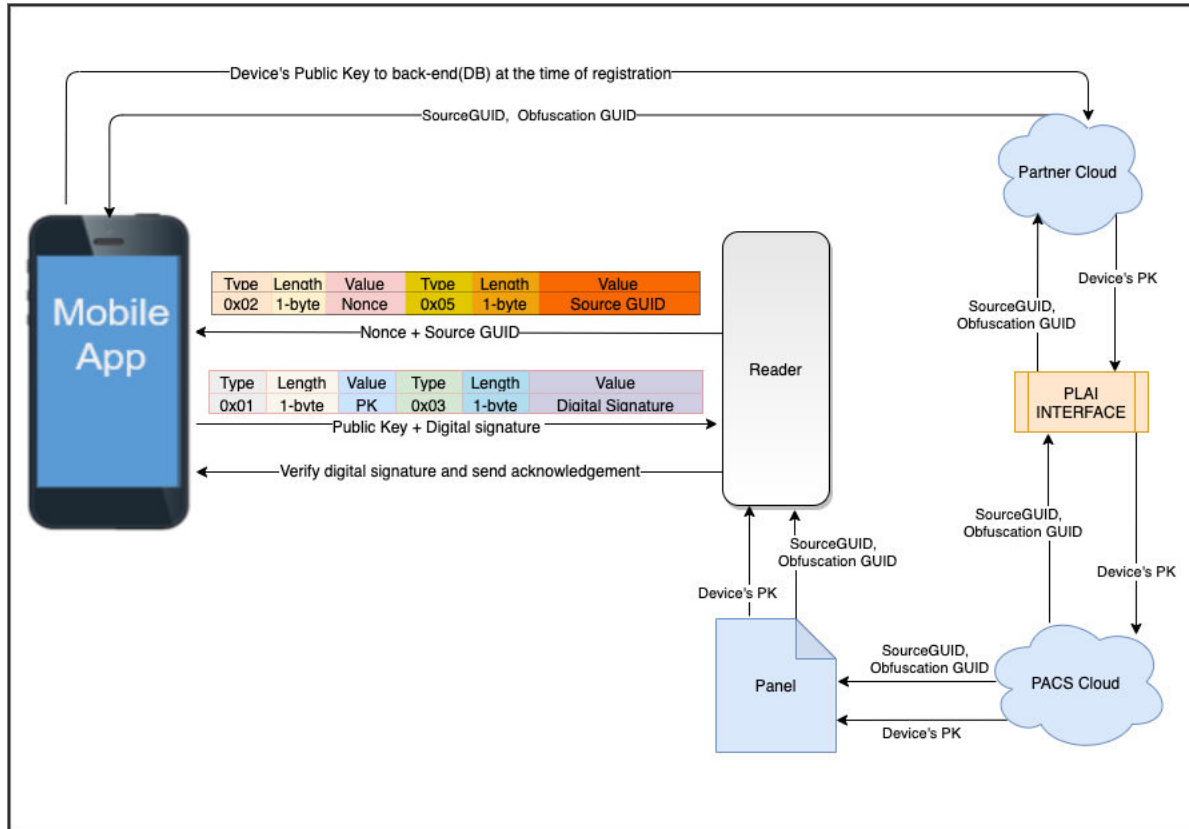 Device's Public Key to back-end(DB) at the time of registration
SourceGUID, Obfuscation GUID
Partner Cloud
Mobile
App
Type Length Value Type Length Value
0x02 1-byte Nonce 0x05 1-byte Source GUID
Nonce + Source GUID
Type Length Value Type Length Value
0x01 1-byte PK 0x03 1-byte Digital Signature
Public Key + Digital signature
Verify digital signature and send acknowledgement
Reader
Device's PK
SourceGUID,
Obfuscation GUID
PLAI
INTERFACE
SourceGUID,
Obfuscation GUID
Device's PK
SourceGUID,
Obfuscation GUID
Device's PK
Panel
SourceGUID,
Obfuscation GUID
Device's PK
PACS Cloud